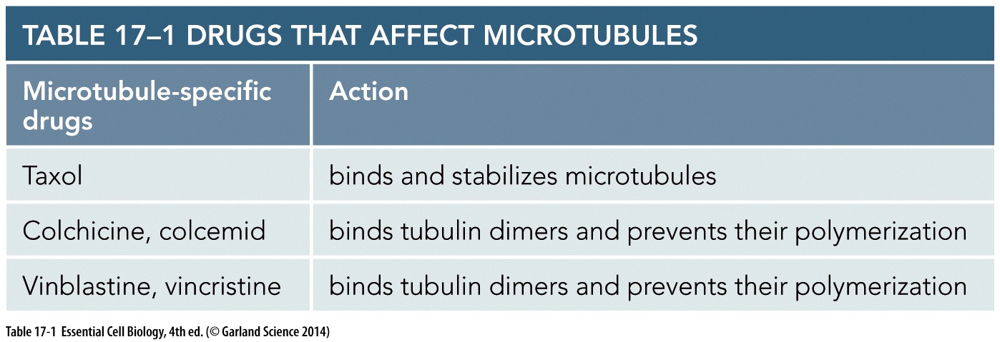 TABLE 17–1 DRUGS THAT AFFECT MICROTUBULES
Microtubule-specific
drugs
Action
Taxol
binds and stabilizes microtubules
Colchicine, colcemid
binds tubulin dimers and prevents their polymerization
Vinblastine, vincristine
binds tubulin dimers and prevents their polymerization
Table 17-1 Essential Cell Biology, 4th ed. (© Garland Science 2014)